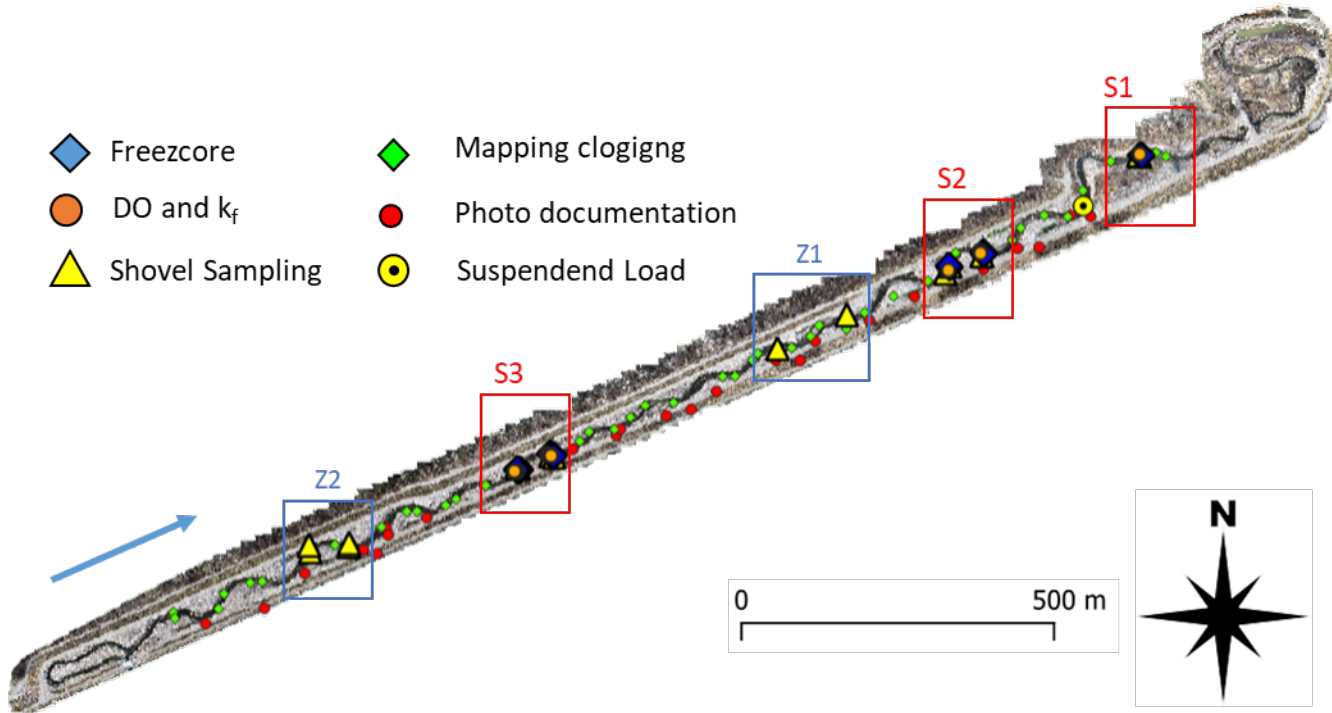 S1
Freezcore
Mapping clogigng
S2
DO and kf
Photo documentation
Z1
Shovel Sampling
Suspendend Load
S3
Z2
N
0 500 m